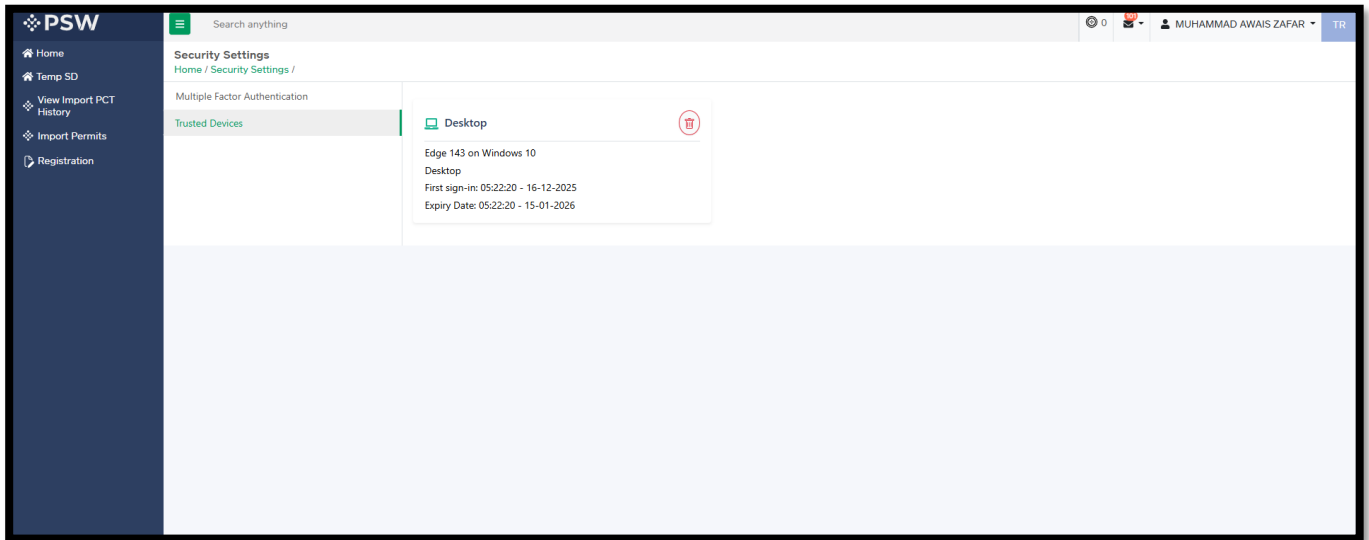 PSW
Search anything
0
101
MUHAMMAD AWAIS ZAFAR
TR
Home
Temp SD
View Import PCT
History
Import Permits
Registration
Security Settings
Home / Security Settings /
Multiple Factor Authentication
Trusted Devices
Desktop
Edge 143 on Windows 10
Desktop
First sign-in: 05:22:20 - 16-12-2025
Expiry Date: 05:22:20 - 15-01-2026